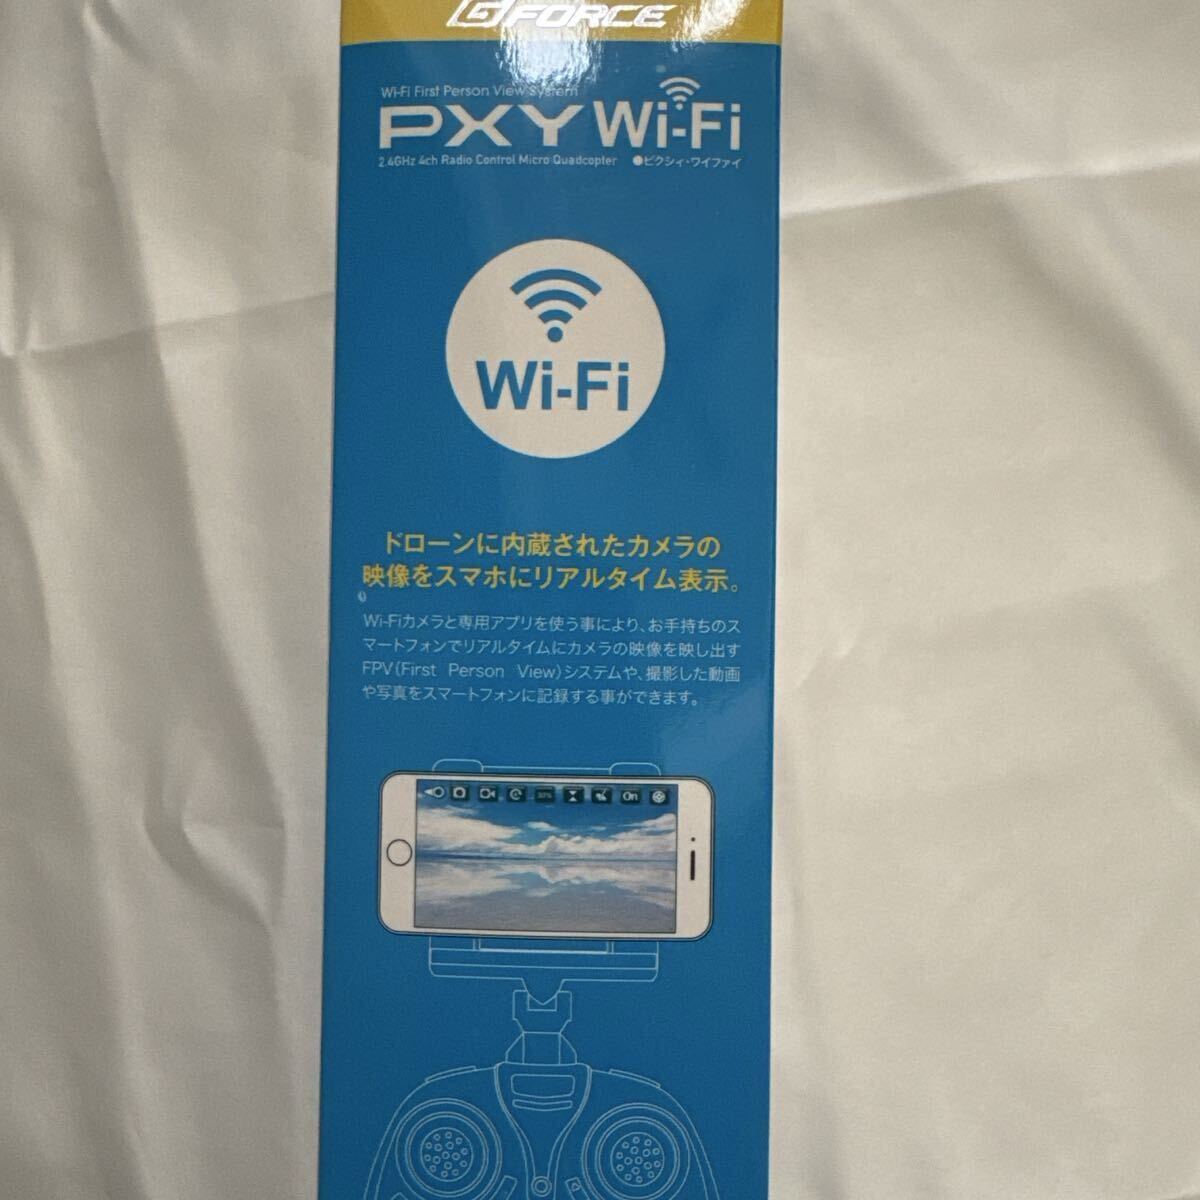 GFORCE
Wi-Fi First Person View System
PXY Wi-Fi
2.4GHz 4ch Radio Control Micro Quadcopter ●ピクシィ・ワイファイ
Wi-Fi
ドローンに内蔵されたカメラの
映像をスマホにリアルタイム表示。
Wi-Fiカメラと専用アプリを使う事により、お手持ちのス
マートフォンでリアルタイムにカメラの映像を映し出す
FPV(First Person View)システムや、撮影した動画
や写真をスマートフォンに記録する事ができます。
30% On